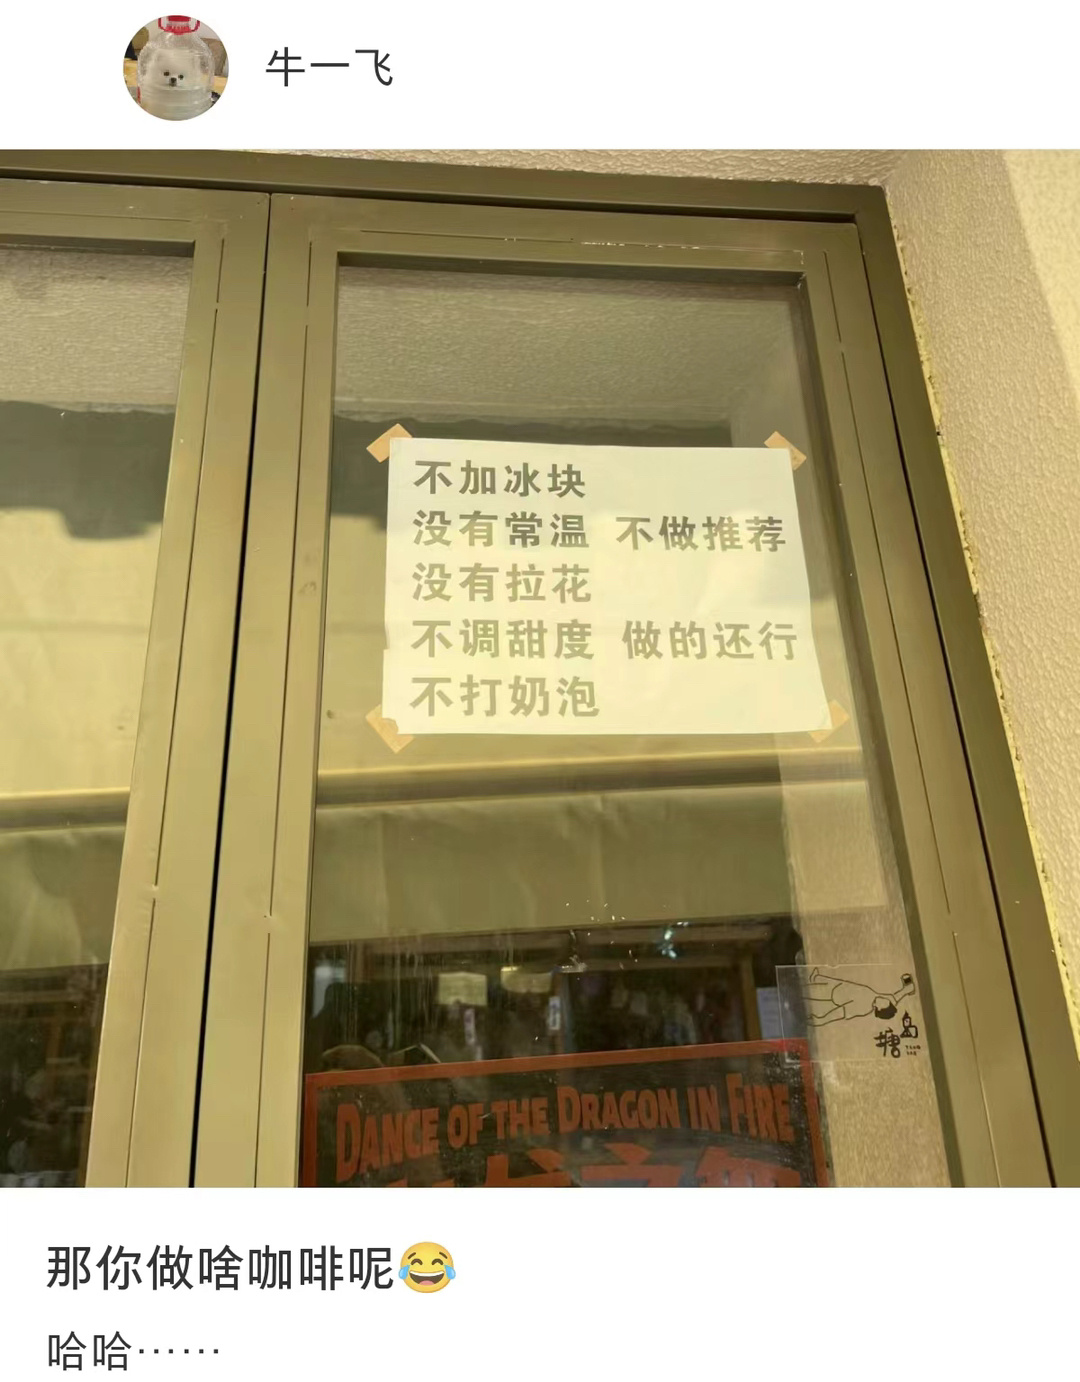 牛一飞
不加冰块
没有常温 不做推荐
没有拉花
不调甜度 做的还行
不打奶泡
塘岛
DANCE OF THE DRAGON IN FIRE
那你做啥咖啡呢😂
哈哈……